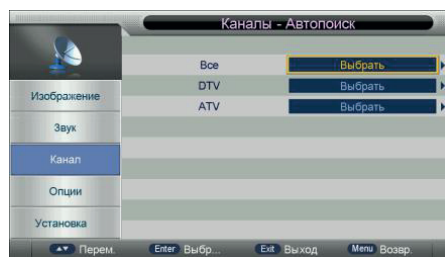 Каналы - Автопоиск
Все Выбрать
DTV Выбрать
ATV Выбрать
Изображение
Звук
Канал
Опции
Установка
Перем. Enter Выбр... Exit Выход Menu Возвр.